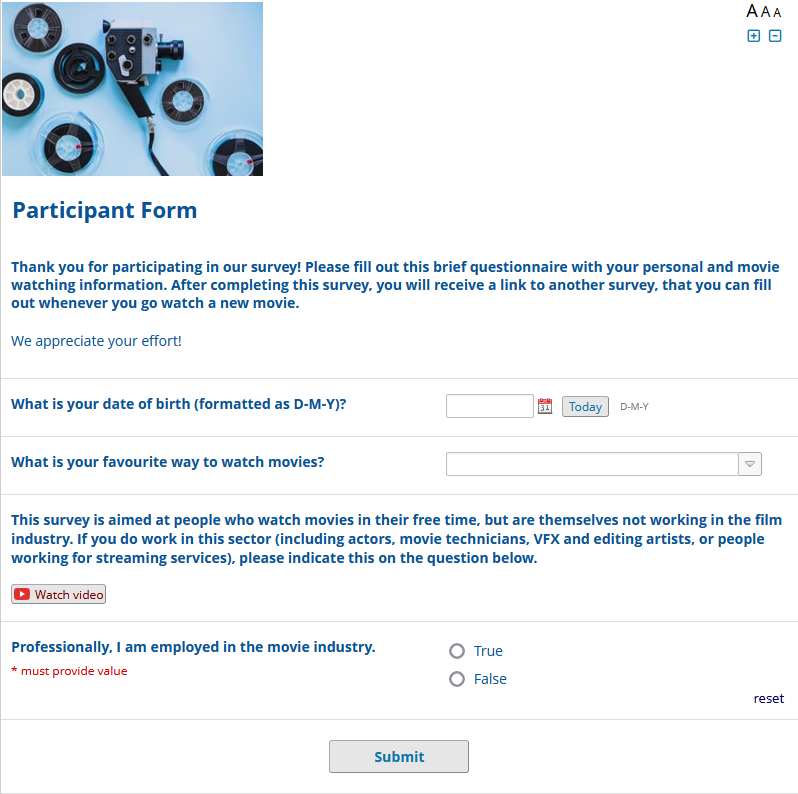 A A A
Participant Form
Thank you for participating in our survey! Please fill out this brief questionnaire with your personal and movie
watching information. After completing this survey, you will receive a link to another survey, that you can fill
out whenever you go watch a new movie.
We appreciate your effort!
What is your date of birth (formatted as D-M-Y)?
31
Today
D-M-Y
What is your favourite way to watch movies?
This survey is aimed at people who watch movies in their free time, but are themselves not working in the film
industry. If you do work in this sector (including actors, movie technicians, VFX and editing artists, or people
working for streaming services), please indicate this on the question below.
Watch video
Professionally, I am employed in the movie industry.
* must provide value
True
False
reset
Submit